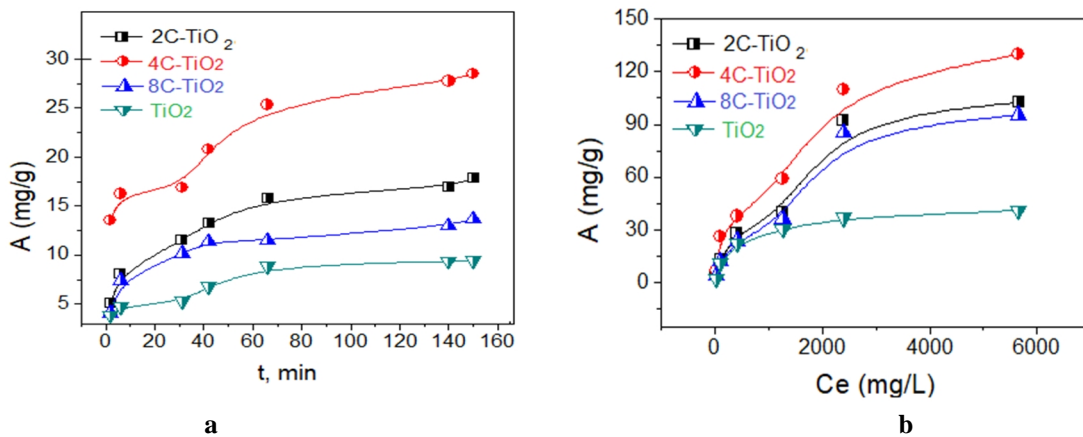 2C-TiO 2
4C-TiO2
8C-TiO2
TiO2
30
25
20
15
10
5
A (mg/g)
0 20 40 60 80 100 120 140 160
t, min
a
2C-TiO 2
4C-TiO2
8C-TiO2
TiO2
150
120
90
60
30
0
A (mg/g)
0 2000 4000 6000
Ce (mg/L)
b